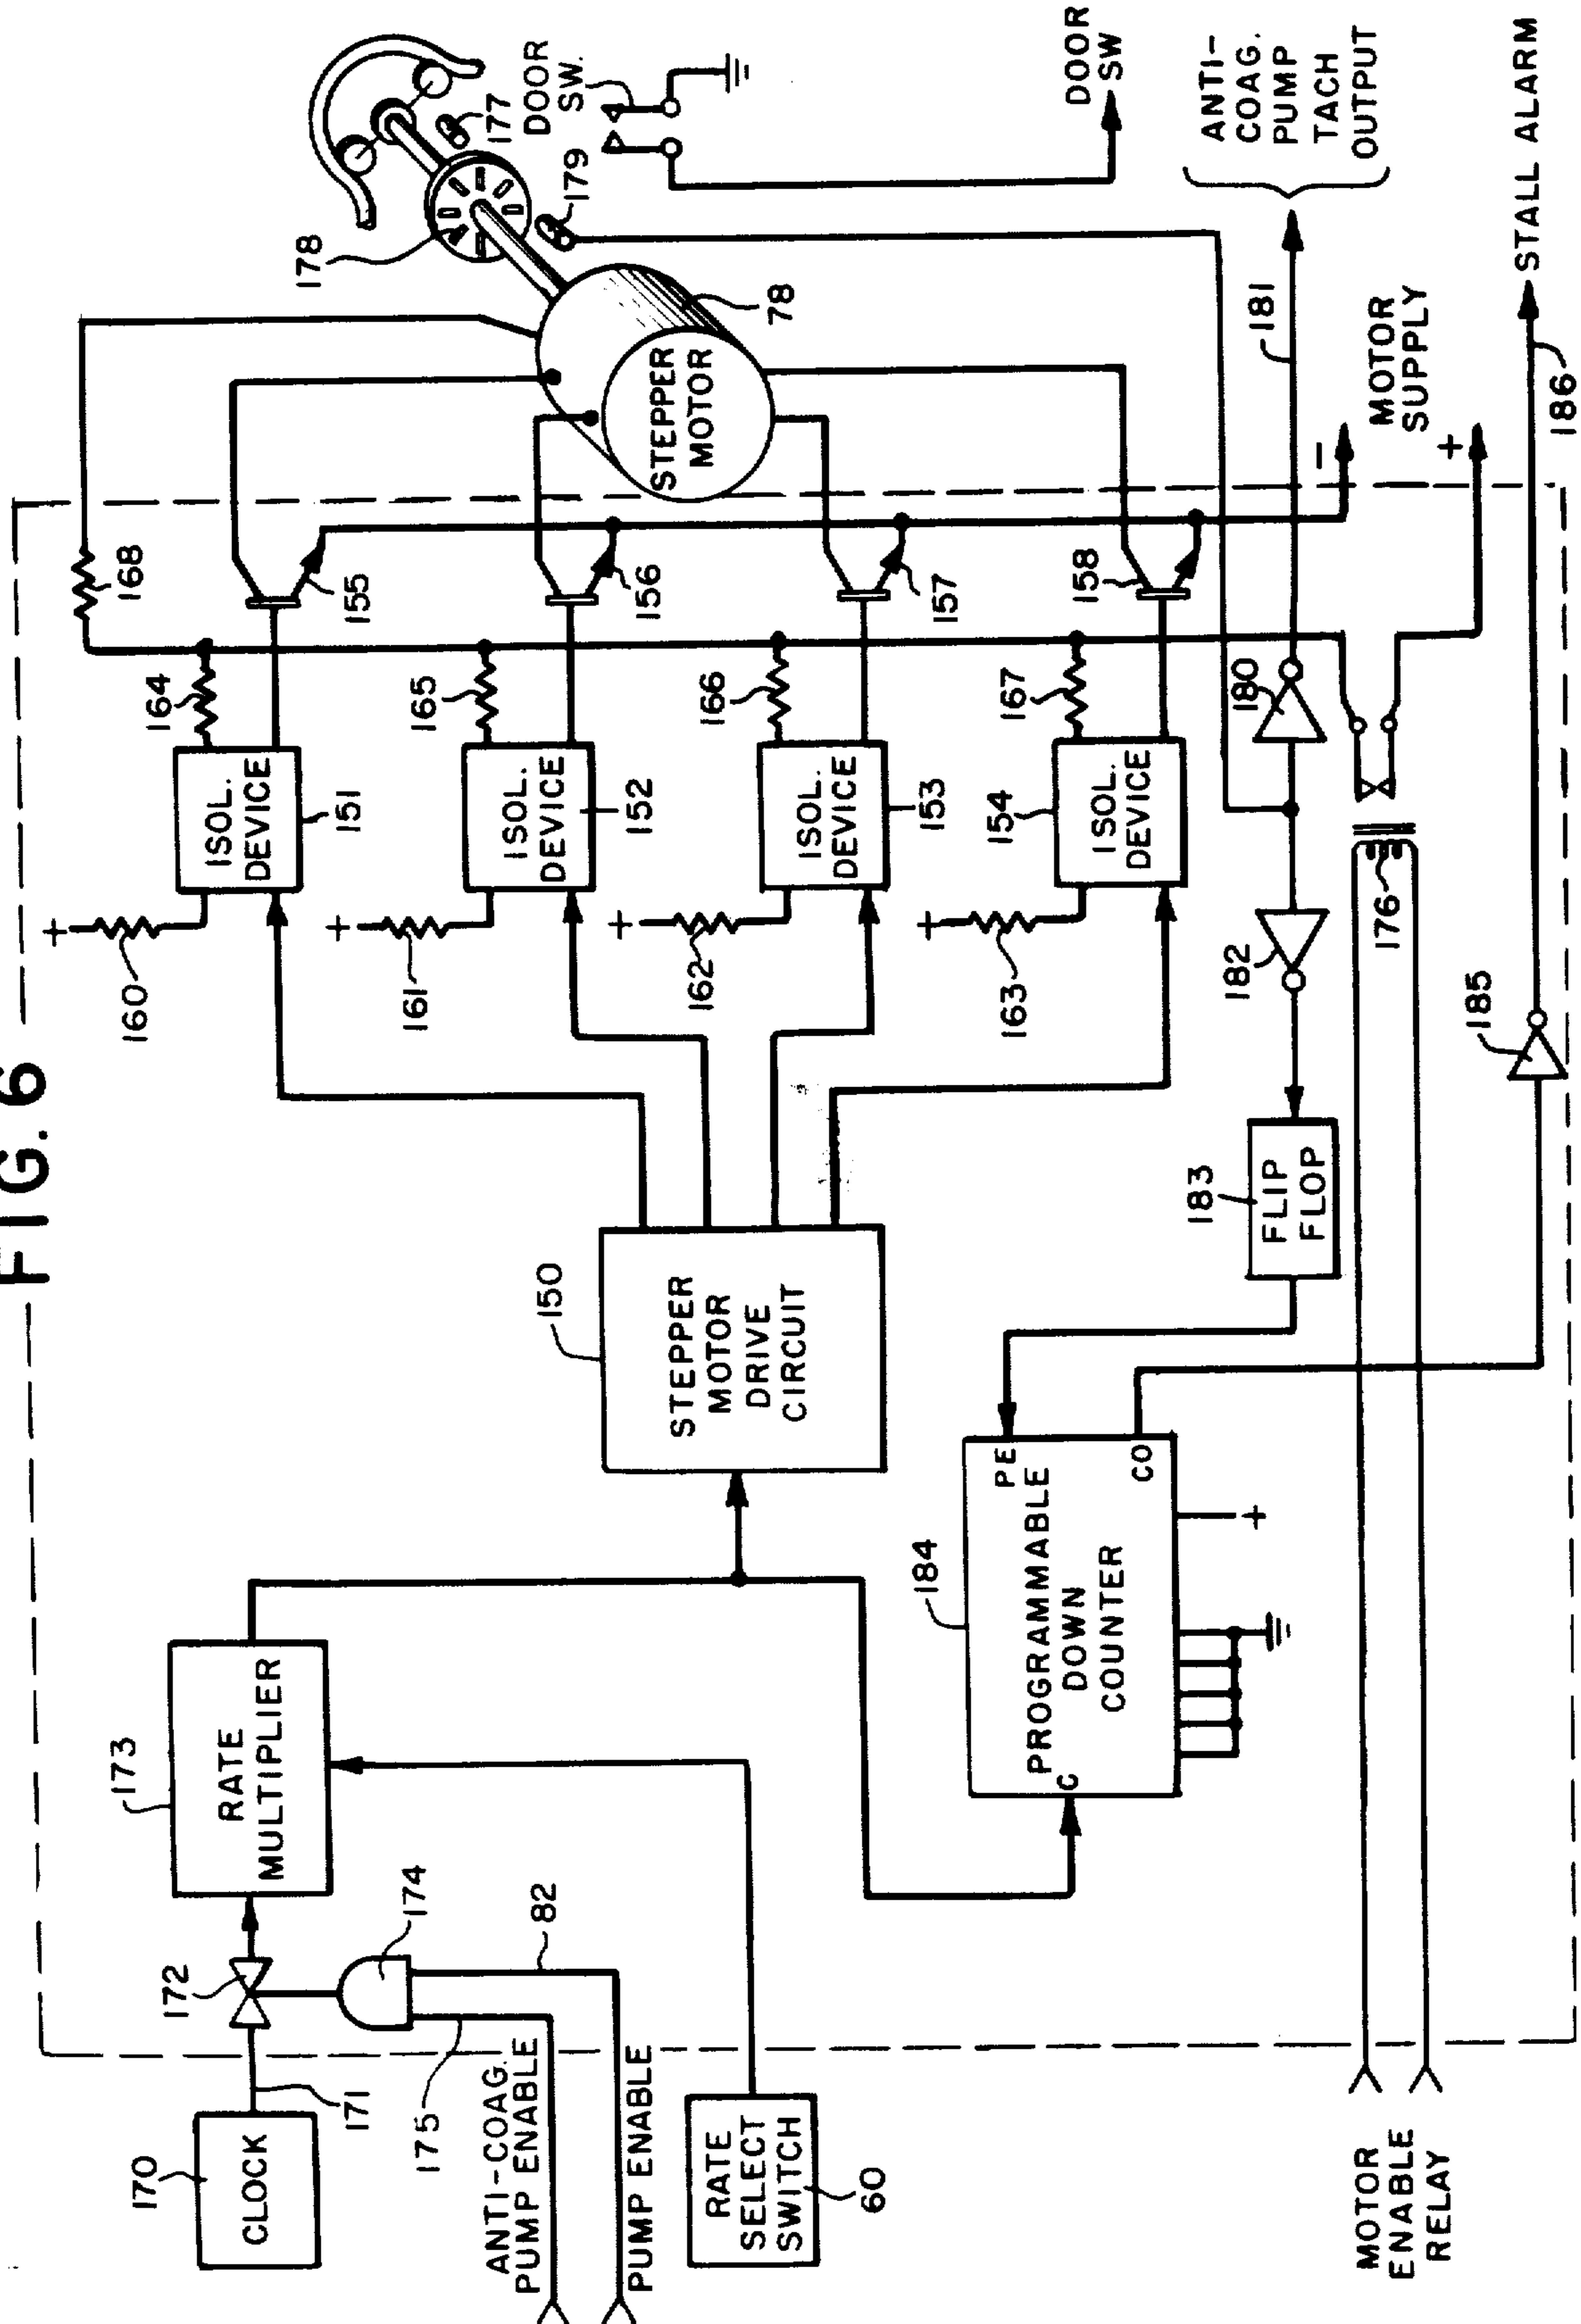 FIG. 6
170
CLOCK
171
172
173
RATE
MULTIPLIER
174
175
82
ANTI-COAG.
PUMP ENABLE
PUMP ENABLE
RATE
SELECT
SWITCH
60
150
STEPPER
MOTOR
DRIVE
CIRCUIT
+
160
ISOL.
DEVICE
151
164
168
155
+
161
ISOL.
DEVICE
152
165
156
+
162
ISOL.
DEVICE
153
166
157
+
163
ISOL.
DEVICE
154
167
158
STEPPER
MOTOR
78
178
177
179
DOOR
SW.
DOOR
SW
ANTI-
COAG.
PUMP
TACH
OUTPUT
181
180
182
183
FLIP
FLOP
184
PE
PROGRAMMABLE
DOWN
COUNTER
C
CO
+
176
MOTOR
SUPPLY
−
+
185
186
STALL ALARM
MOTOR
ENABLE
RELAY